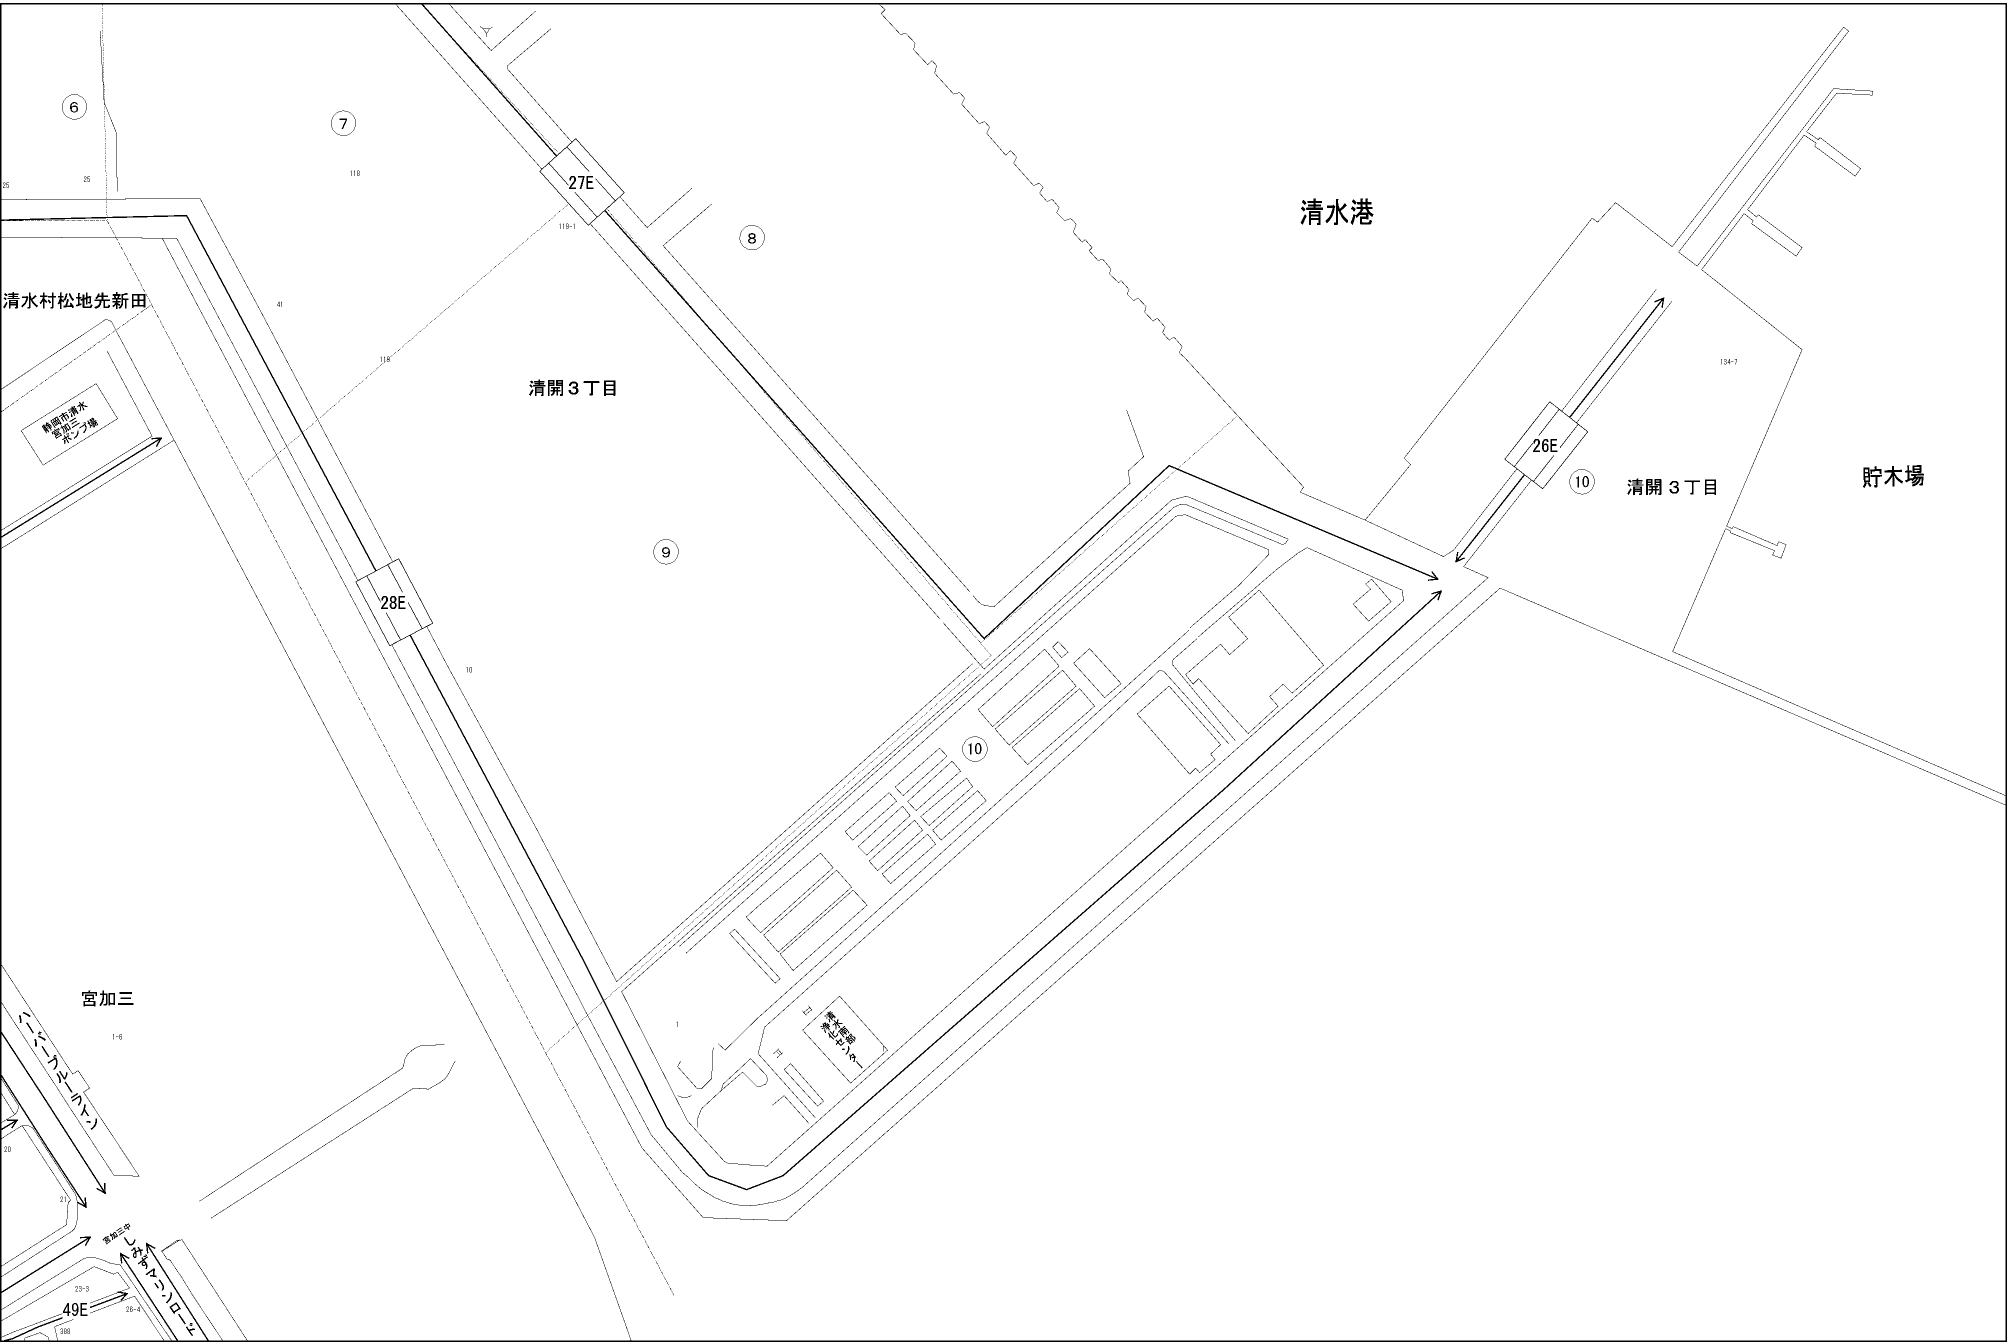 ⑥
⑦
118
25
25
27E
119-1
⑧
清水港
清水村松地先新田
41
119
清開３丁目
134-7
静岡市清水
宮加三
ポンプ場
26E
⑩
清開３丁目
貯木場
⑨
28E
10
⑩
宮加三
1-6
1
清水南部
浄化センター
ハーバーブルーライン
20
21
宮加三中
しみずマリンロード
23-3
49E
26-4
388